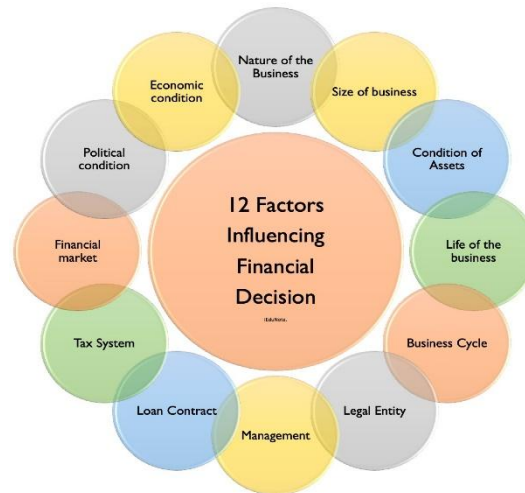 Nature of the
Business
Size of business
Condition of
Assets
Life of the
business
Business Cycle
Legal Entity
Management
Loan Contract
Tax System
Financial
market
Political
condition
Economic
condition
12 Factors
Influencing
Financial
Decision